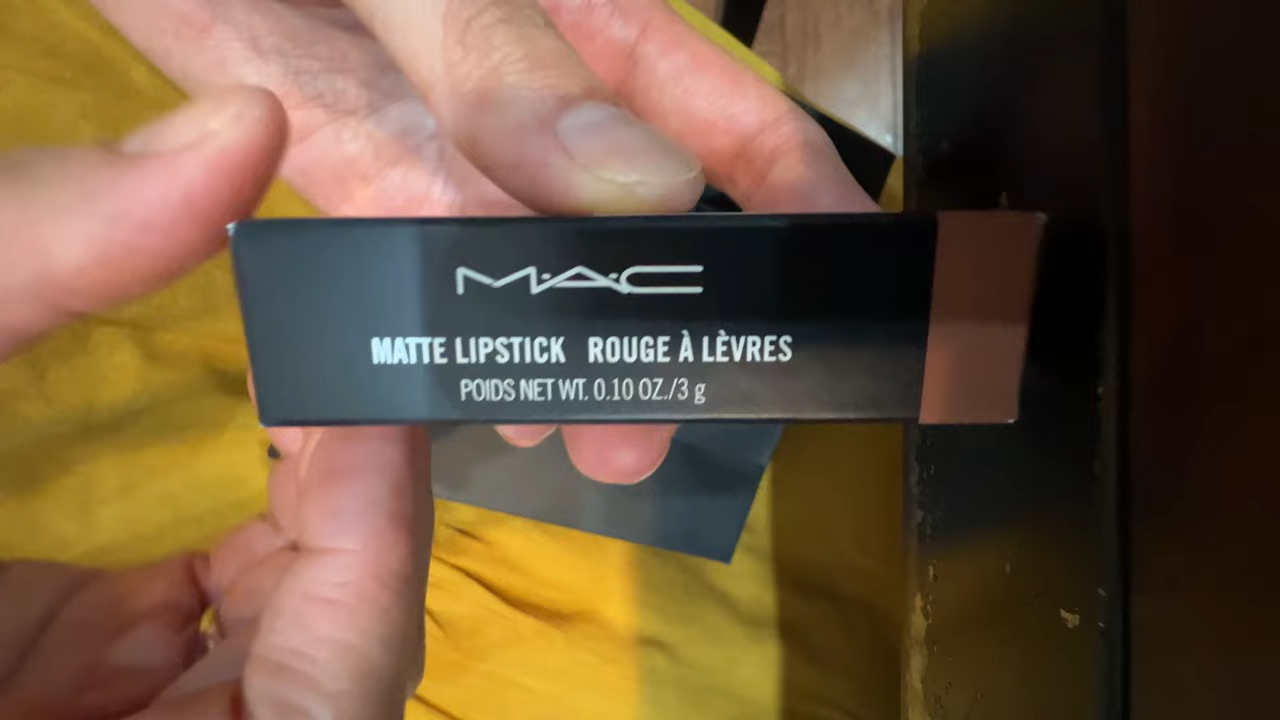 M·A·C
MATTE LIPSTICK ROUGE À LÈVRES
POIDS NET WT. 0.10 OZ./3 g